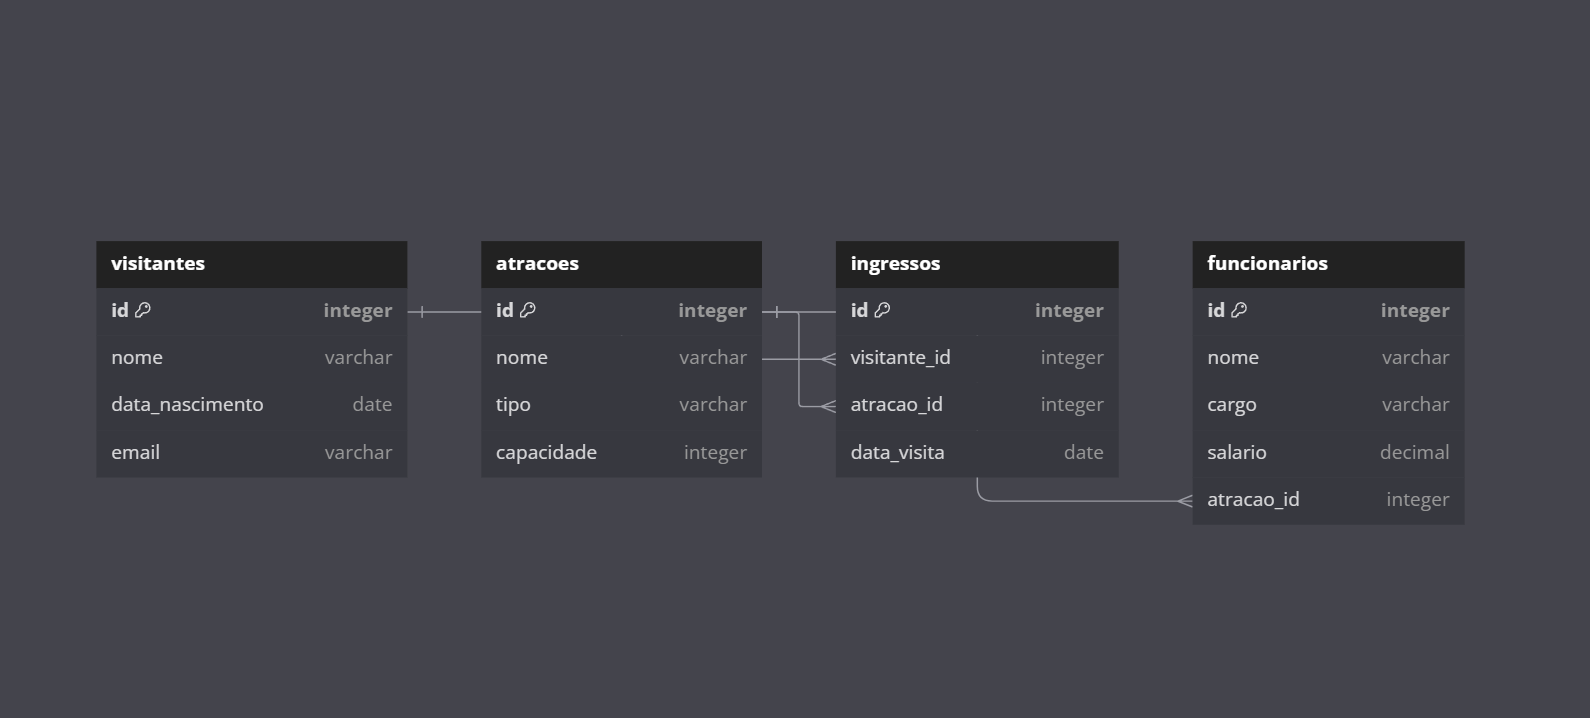 visitantes
id integer
nome varchar
data_nascimento date
email varchar
atracoes
id integer
nome varchar
tipo varchar
capacidade integer
ingressos
id integer
visitante_id integer
atracao_id integer
data_visita date
funcionarios
id integer
nome varchar
cargo varchar
salario decimal
atracao_id integer